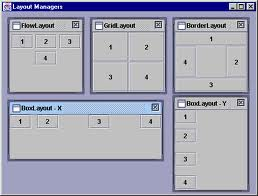 Layout Managers
FlowLayout
1 2 3
4
GridLayout
1 2
3 4
BorderLayout
1
4 2
3
BoxLayout - X
1 2 3 4
BoxLayout - Y
1
2
3
4